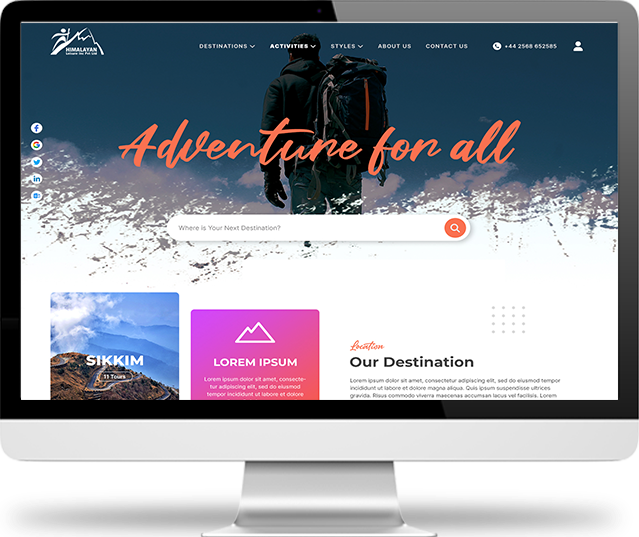 HIMALAYAN
Leisure Inc Pvt Ltd
DESTINATIONS
ACTIVITIES
STYLES
ABOUT US
CONTACT US
+44 2568 652585
Adventure for all
Where is Your Next Destination?
SIKKIM
11 Tours
LOREM IPSUM
Lorem ipsum dolor sit amet, consecte-
tur adipiscing elit, sed do eiusmod
tempor incididunt ut labore et dolore
Location
Our Destination
Lorem ipsum dolor sit amet, consectetur adipiscing elit, sed do eiusmod tempor
incididunt ut labore et dolore magna aliqua. Quis ipsum suspendisse ultrices
gravida. Risus commodo viverra maecenas accumsan lacus vel facilisis. Lorem